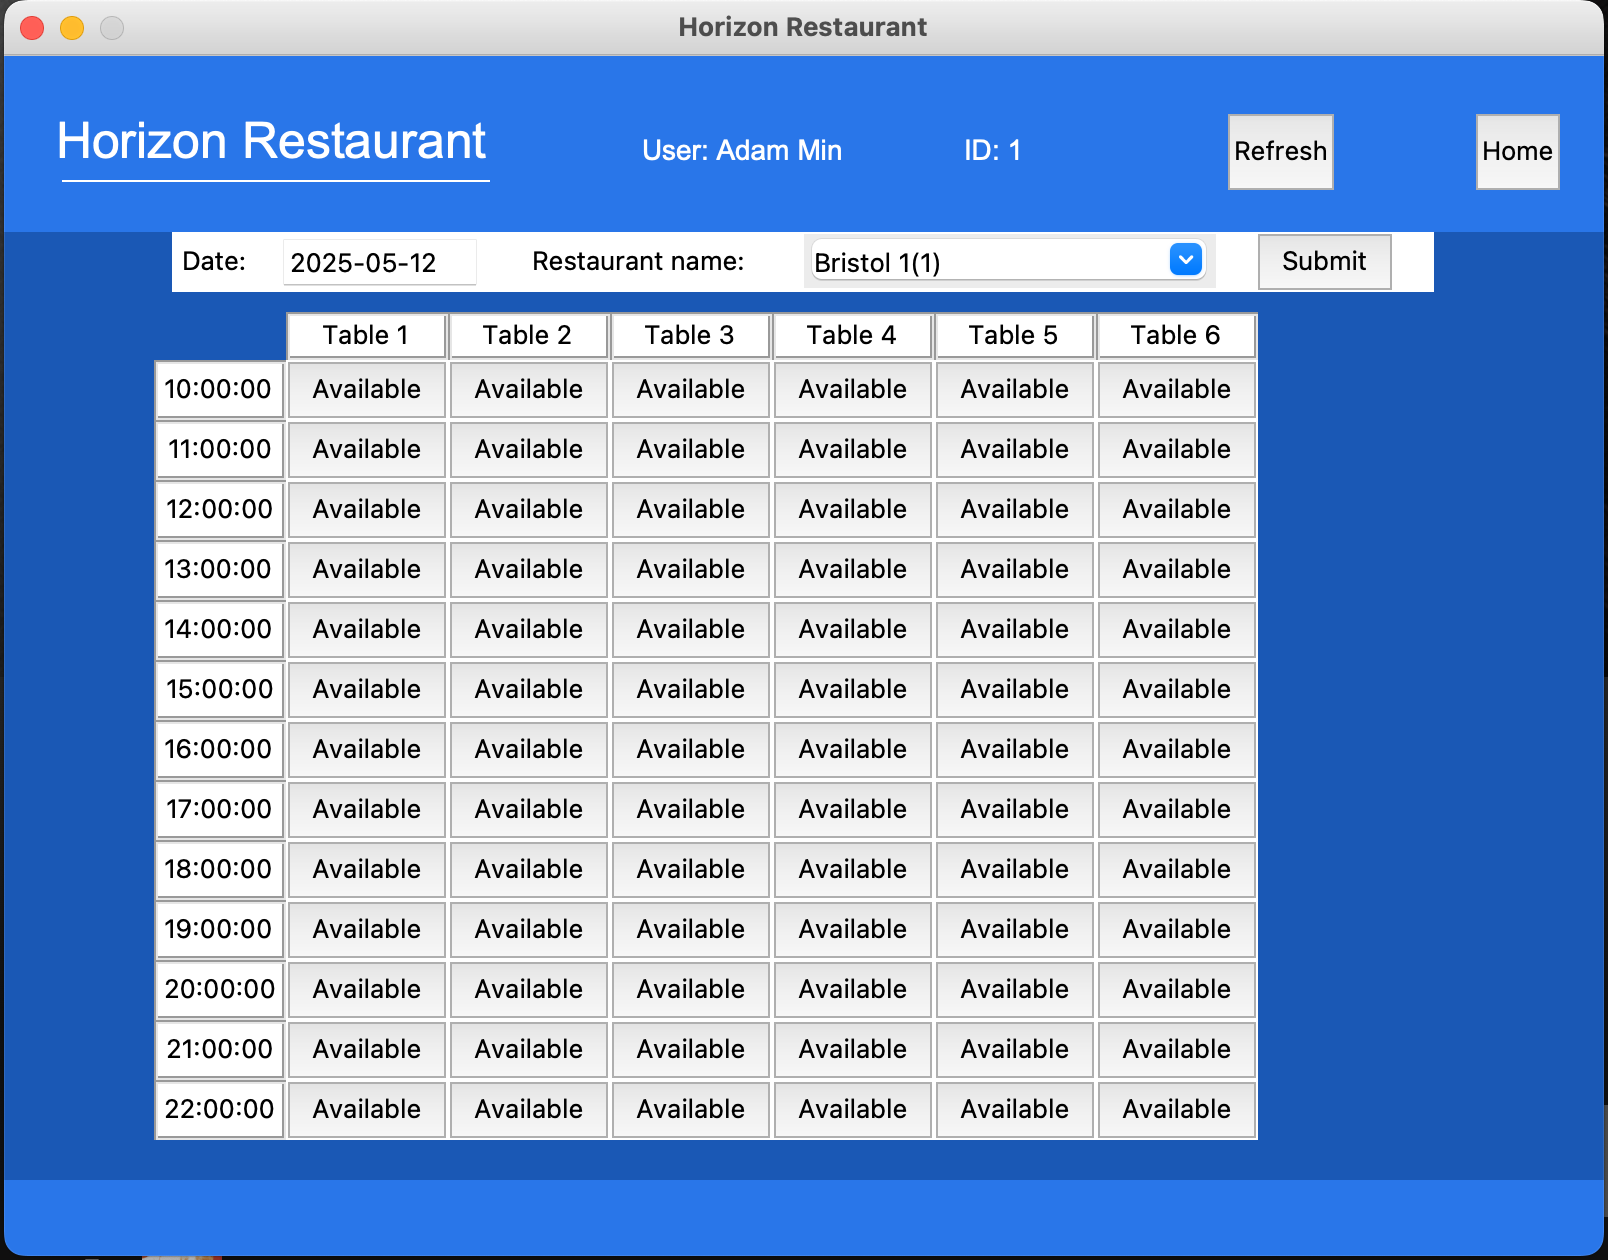 Horizon Restaurant
Horizon Restaurant User: Adam Min ID: 1 Refresh Home
Date: 2025-05-12 Restaurant name: Bristol 1(1) Submit
Table 1 Table 2 Table 3 Table 4 Table 5 Table 6
10:00:00 Available Available Available Available Available Available
11:00:00 Available Available Available Available Available Available
12:00:00 Available Available Available Available Available Available
13:00:00 Available Available Available Available Available Available
14:00:00 Available Available Available Available Available Available
15:00:00 Available Available Available Available Available Available
16:00:00 Available Available Available Available Available Available
17:00:00 Available Available Available Available Available Available
18:00:00 Available Available Available Available Available Available
19:00:00 Available Available Available Available Available Available
20:00:00 Available Available Available Available Available Available
21:00:00 Available Available Available Available Available Available
22:00:00 Available Available Available Available Available Available